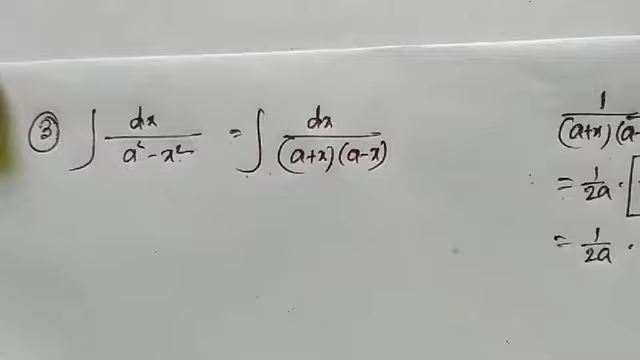 ③ ∫ dx / (a² - x²) = ∫ dx / ((a+x)(a-x))
1 / ((a+x)(a-
= 1/2a · [
= 1/2a ·